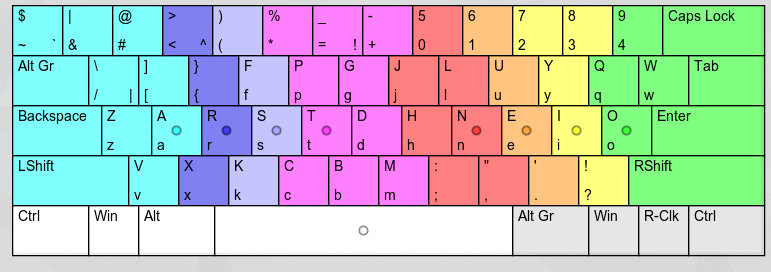 $ | @ > ) % _ - 5 6 7 8 9 Caps Lock
~ ` & # < ^ ( * = ! + 0 1 2 3 4
Alt Gr \ ] } F P G J L U Y Q W Tab
/ | [ { f p g j l u y q w
Backspace Z A R S T D H N E I O Enter
z a r s t d h n e i o
LShift V X K C B M : " ' ! RShift
v x k c b m ; , . ?
Ctrl Win Alt Alt Gr Win R-Clk Ctrl